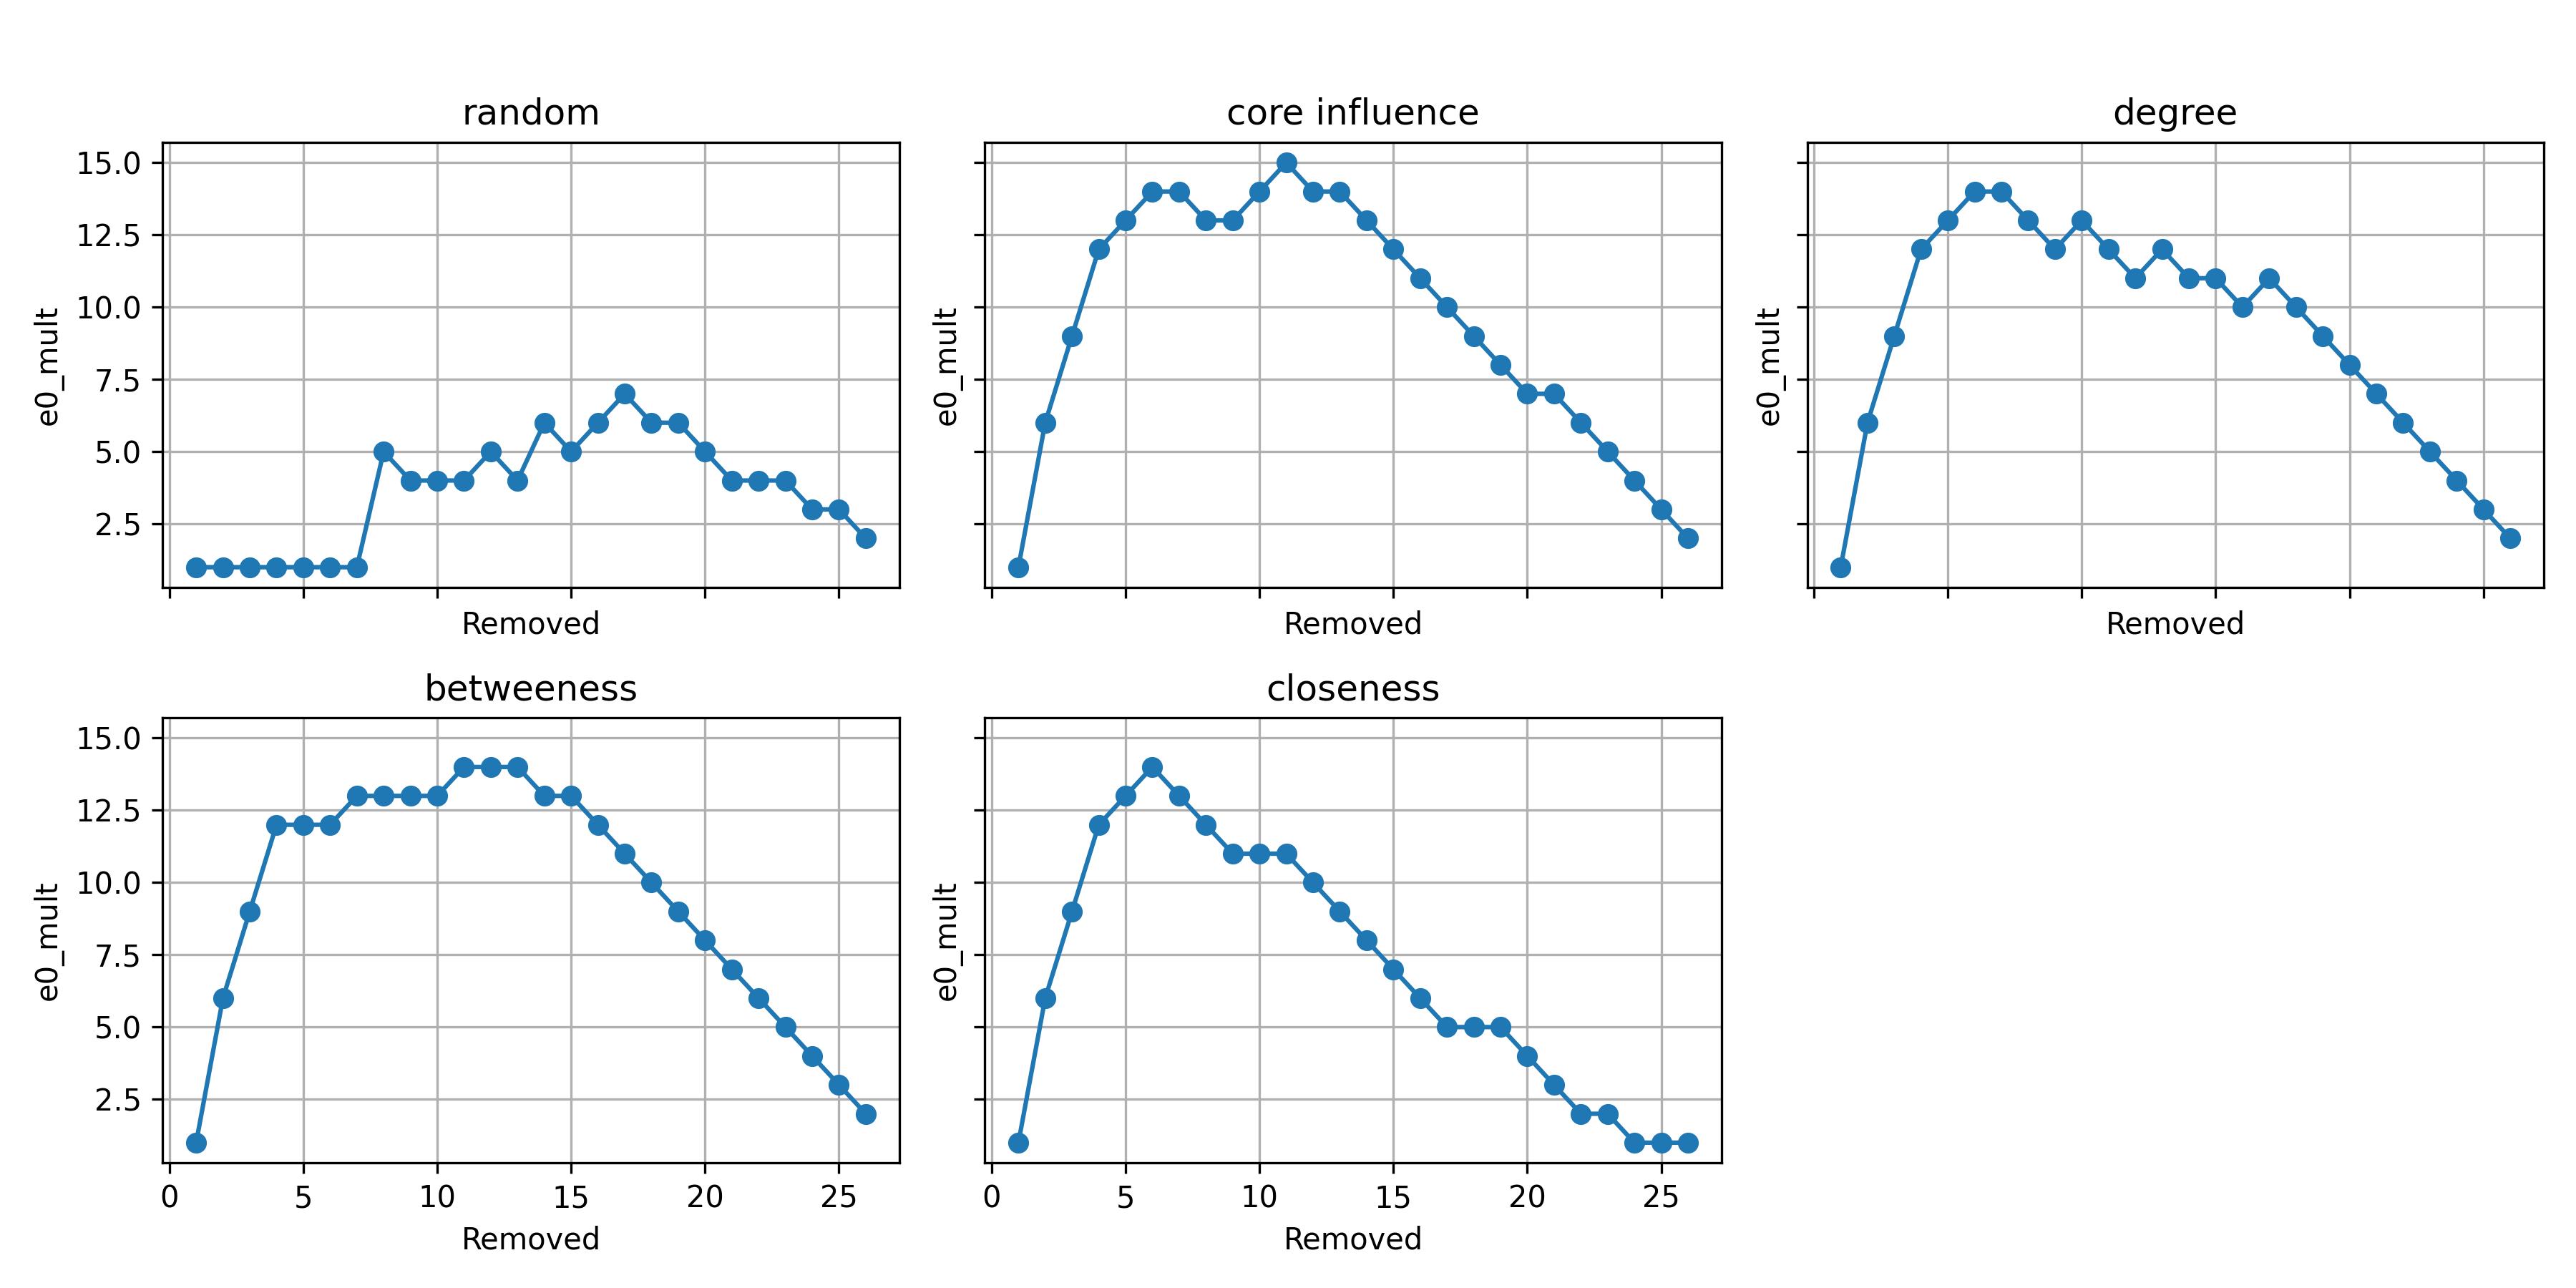 random
15.0
12.5
10.0
7.5
5.0
2.5
e0_mult
Removed
core influence
e0_mult
Removed
degree
e0_mult
Removed
betweeness
15.0
12.5
10.0
7.5
5.0
2.5
e0_mult
0 5 10 15 20 25
Removed
closeness
e0_mult
0 5 10 15 20 25
Removed